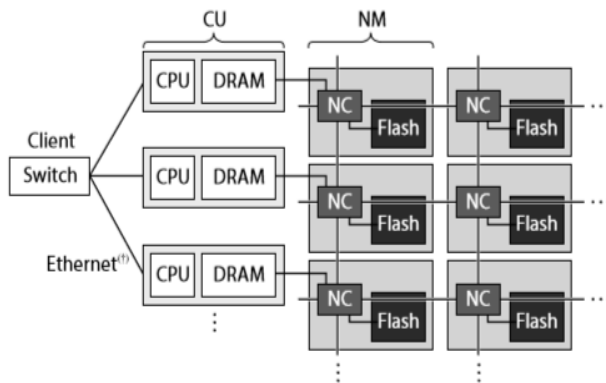 CU NM
CPU DRAM
NC NC
Flash Flash
Client
Switch
CPU DRAM
NC NC
Flash Flash
Ethernet(†)
CPU DRAM
NC NC
Flash Flash